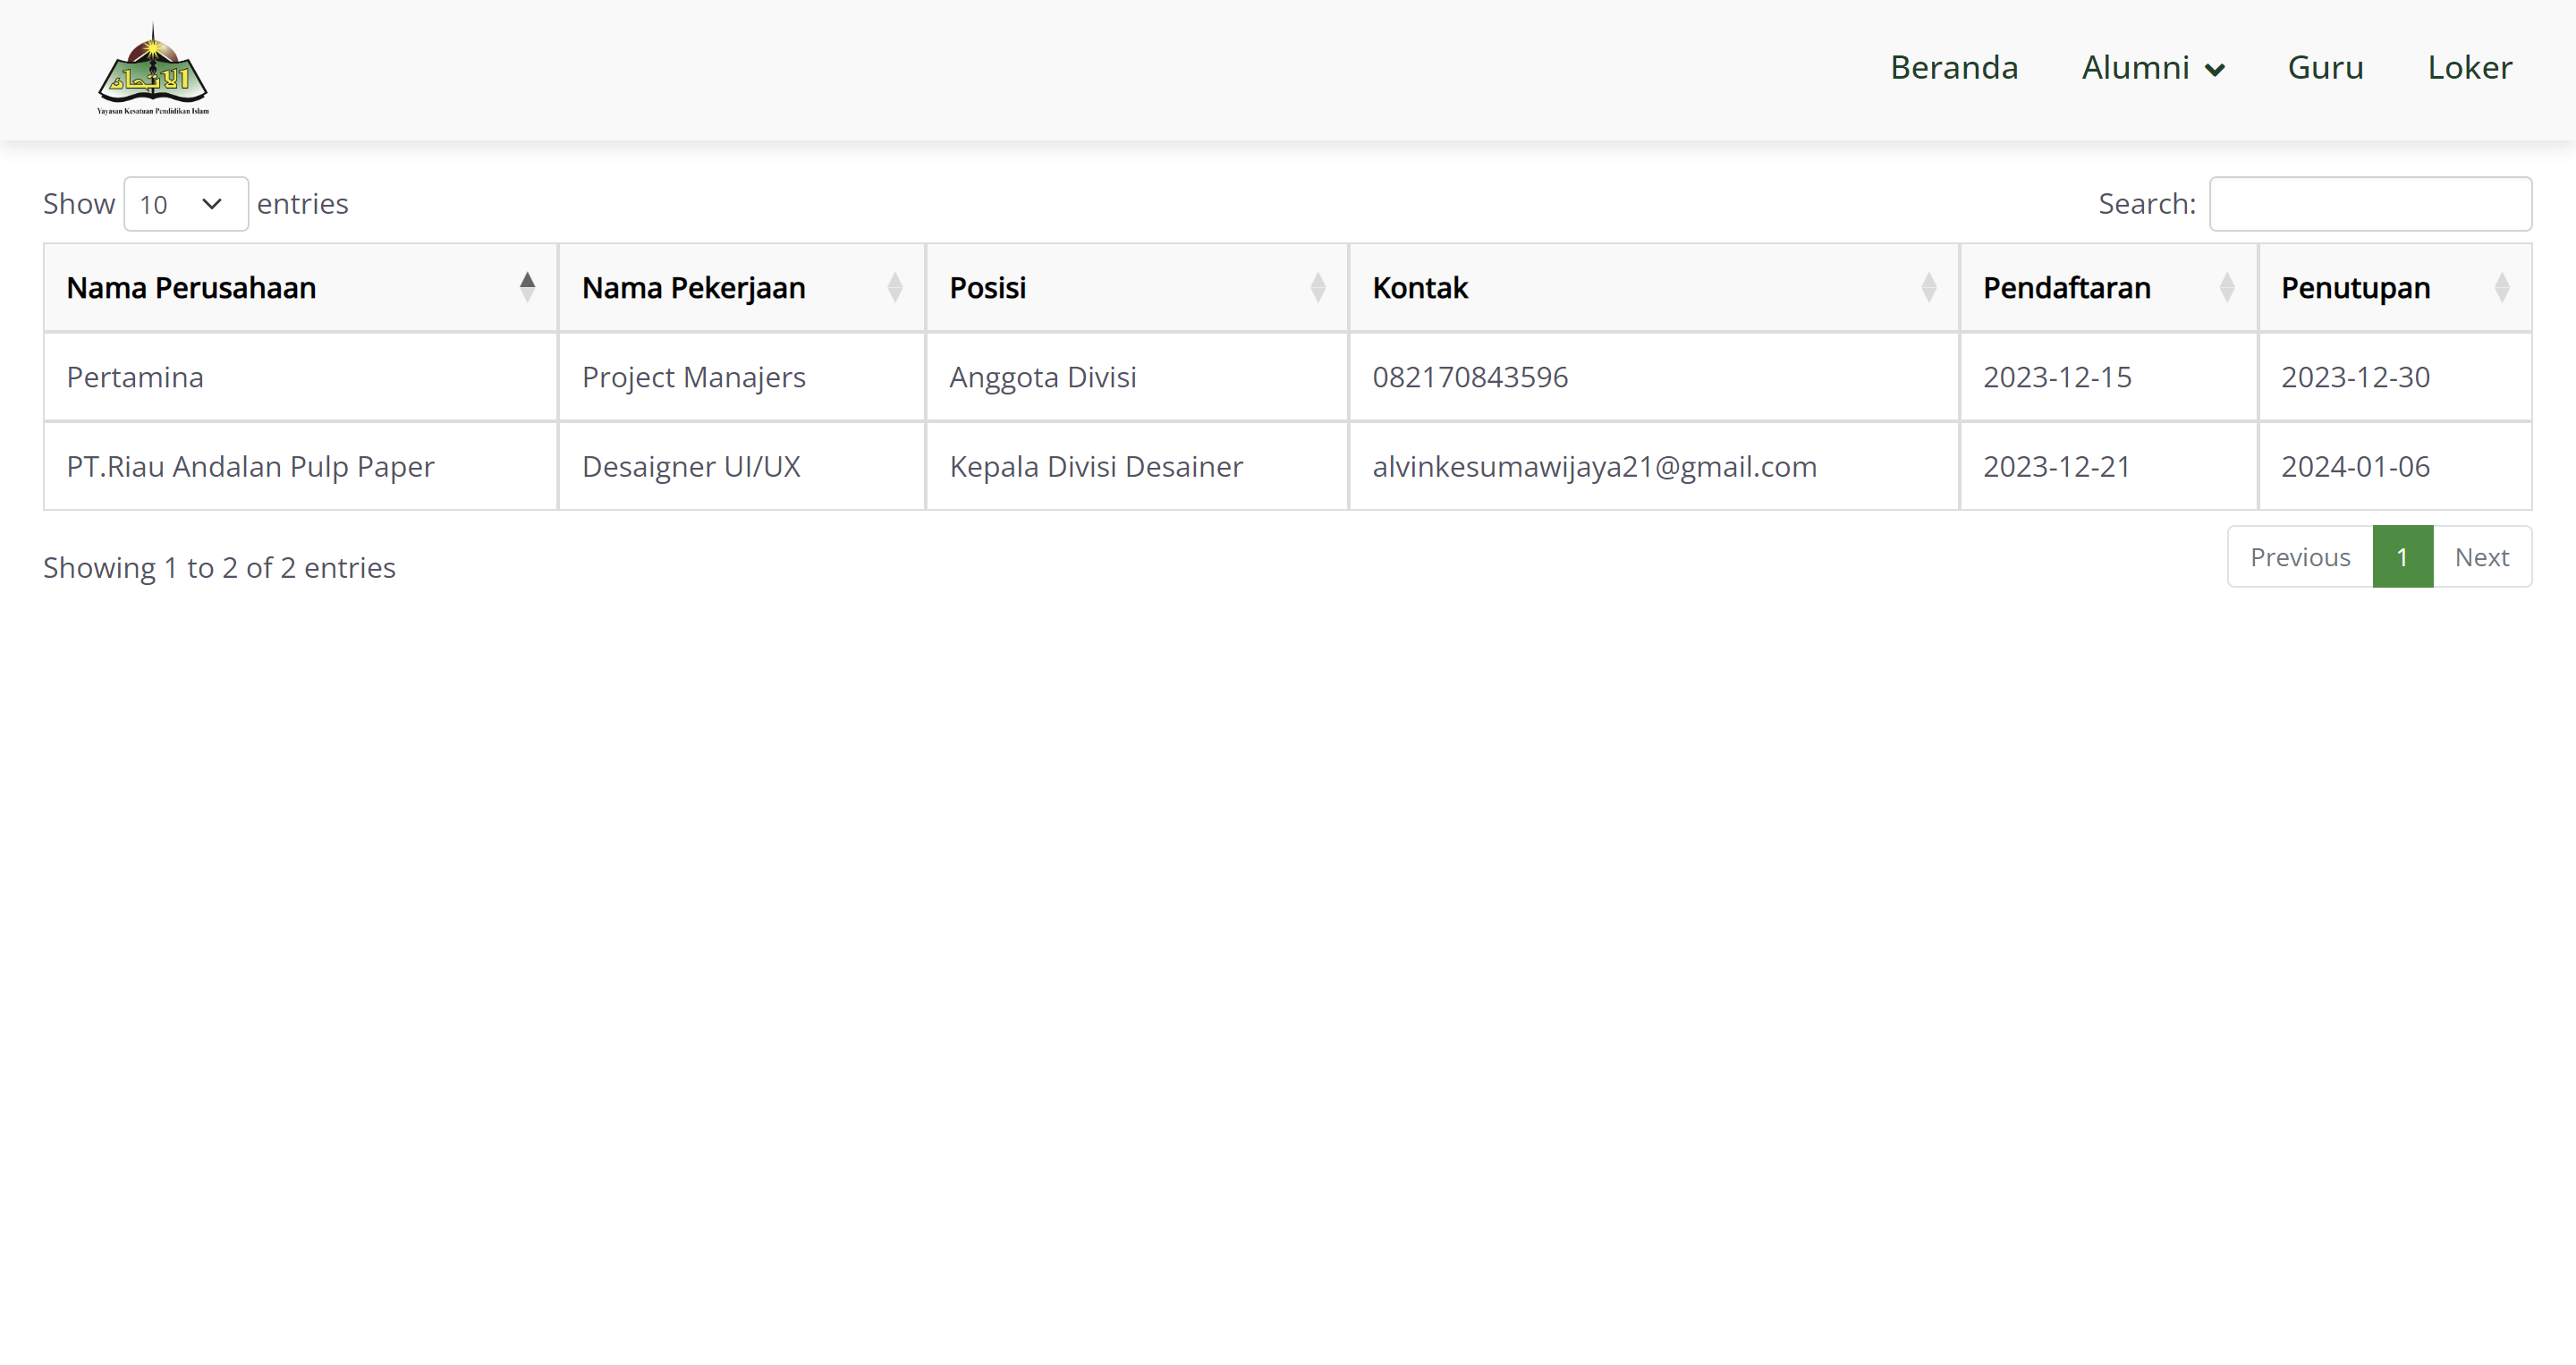 الاتحاد
Yayasan Kesatuan Pendidikan Islam
Beranda Alumni Guru Loker
Show 10 entries Search:
Nama Perusahaan Nama Pekerjaan Posisi Kontak Pendaftaran Penutupan
Pertamina Project Manajers Anggota Divisi 082170843596 2023-12-15 2023-12-30
PT.Riau Andalan Pulp Paper Desaigner UI/UX Kepala Divisi Desainer alvinkesumawijaya21@gmail.com 2023-12-21 2024-01-06
Showing 1 to 2 of 2 entries Previous 1 Next